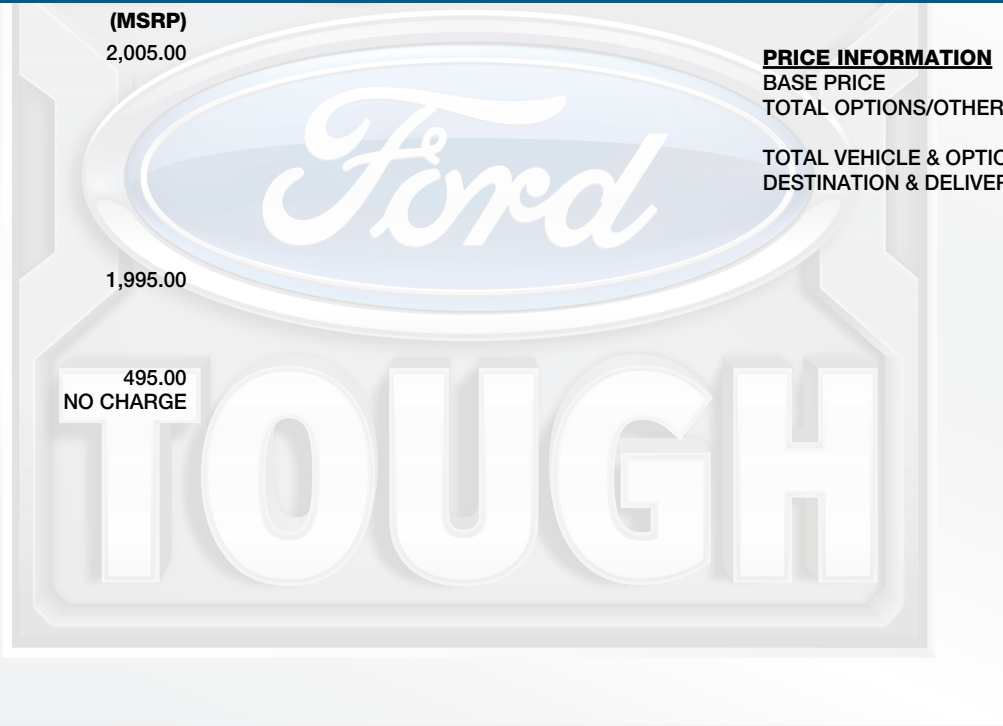 (MSRP)
2,005.00
1,995.00
495.00
NO CHARGE
PRICE INFORMATION
BASE PRICE
TOTAL OPTIONS/OTHER
TOTAL VEHICLE & OPTIO
DESTINATION & DELIVER
Ford
TOUGH